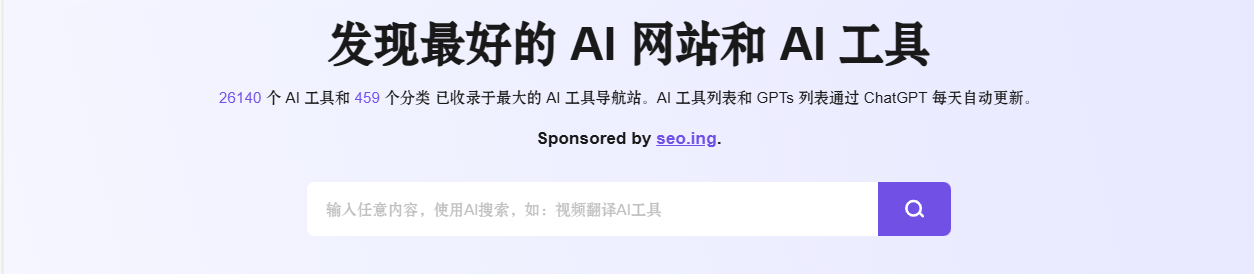 发现最好的 AI 网站和 AI 工具
26140 个 AI 工具和 459 个分类 已收录于最大的 AI 工具导航站。AI 工具列表和 GPTs 列表通过 ChatGPT 每天自动更新。
Sponsored by seo.ing.
输入任意内容，使用AI搜索，如：视频翻译AI工具